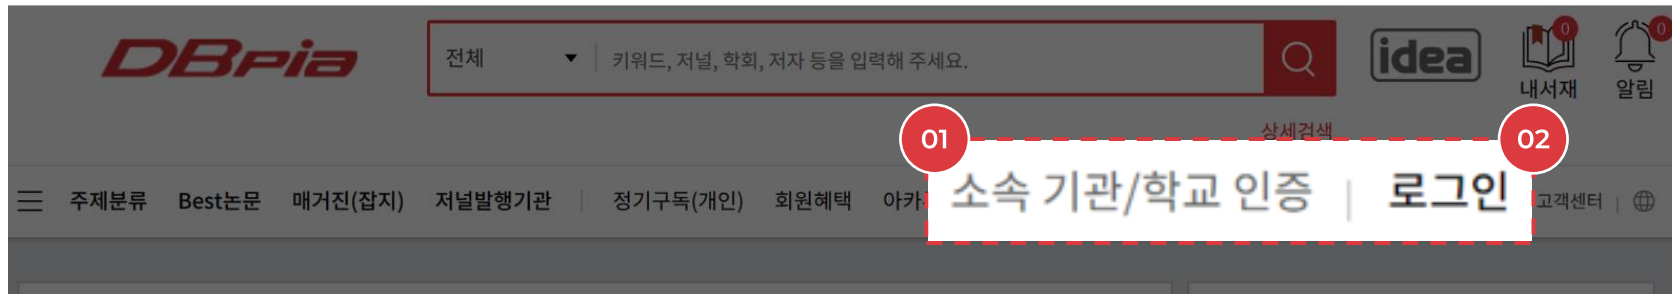 DBpia
전체
키워드, 저널, 학회, 저자 등을 입력해 주세요.
idea
0
내서재
0
알림
상세검색
01
02
주제분류 Best논문 매거진(잡지) 저널발행기관 | 정기구독(개인) 회원혜택 아카
소속 기관/학교 인증 | 로그인
고객센터 |